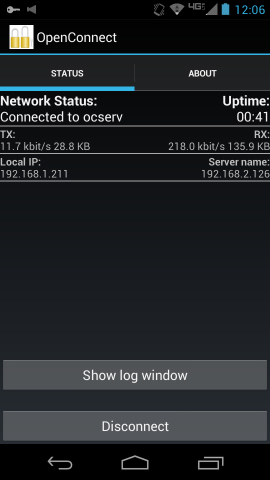 4G 12:06
OpenConnect
STATUS ABOUT
Network Status: Uptime:
Connected to ocserv 00:41
TX: RX:
11.7 kbit/s 28.8 KB 218.0 kbit/s 135.9 KB
Local IP: Server name:
192.168.1.211 192.168.2.126
Show log window
Disconnect